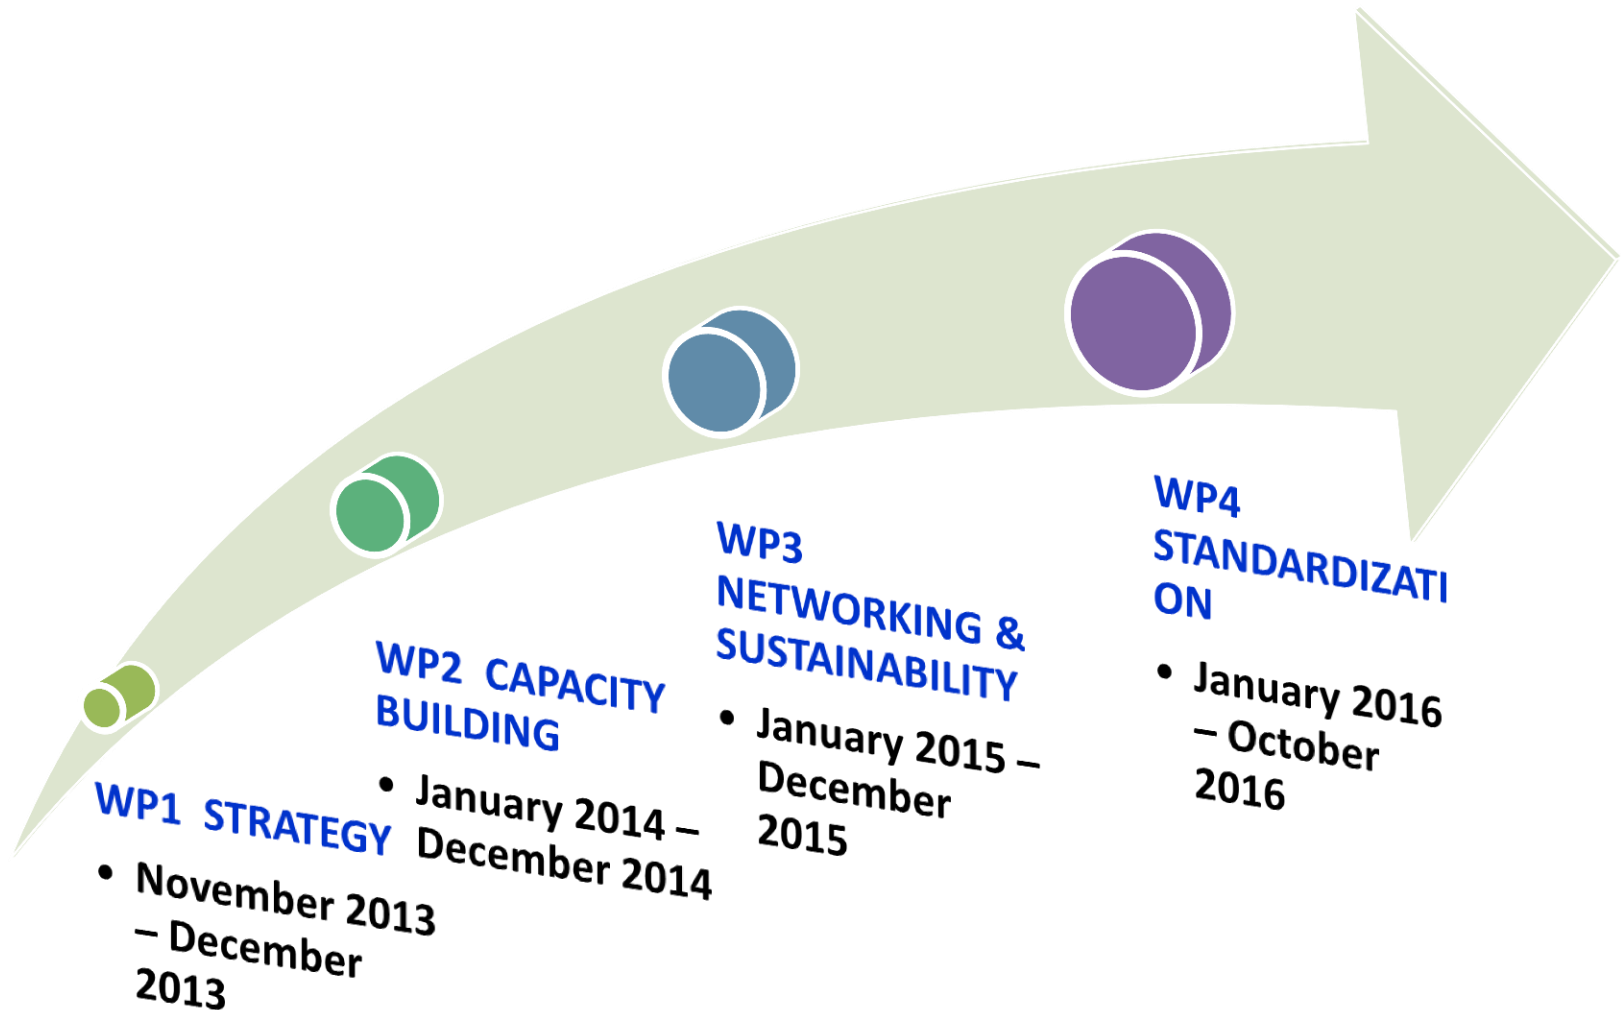 WP1 STRATEGY
• November 2013
– December
2013
WP2 CAPACITY
BUILDING
• January 2014 –
December 2014
WP3
NETWORKING &
SUSTAINABILITY
• January 2015 –
December
2015
WP4
STANDARDIZATI
ON
• January 2016
– October
2016